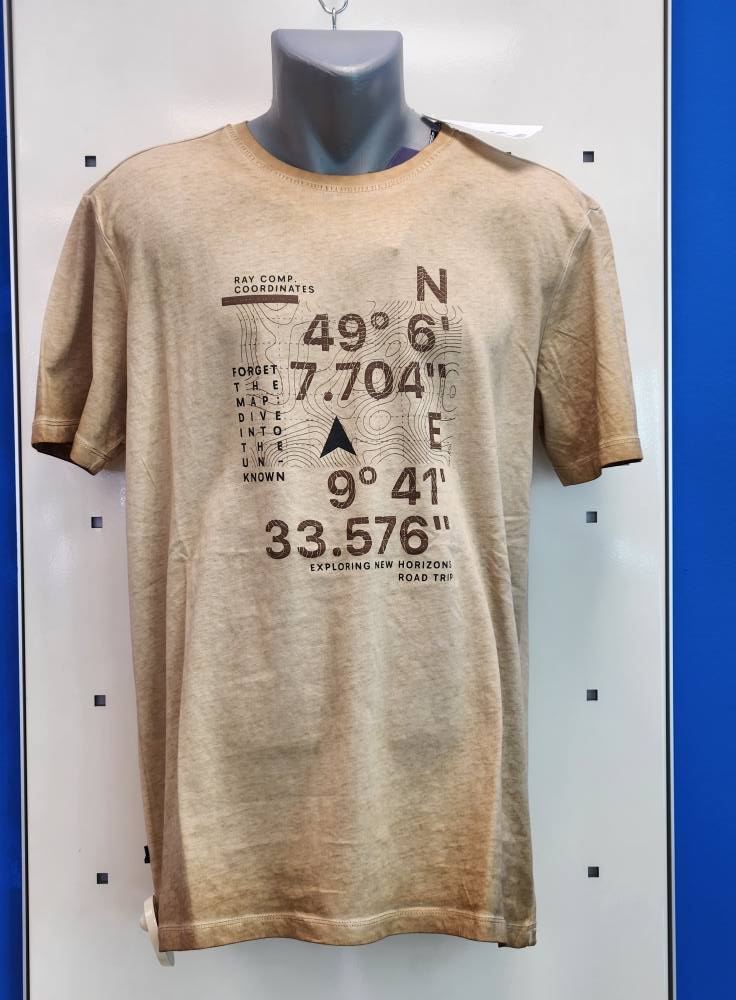 RAY COMP.
COORDINATES
N
49° 6'
7.704"
FORGET
THE
MAP:
DIVE
INTO
THE
UN-
KNOWN
E
9° 41'
33.576"
EXPLORING NEW HORIZONS
ROAD TRIP